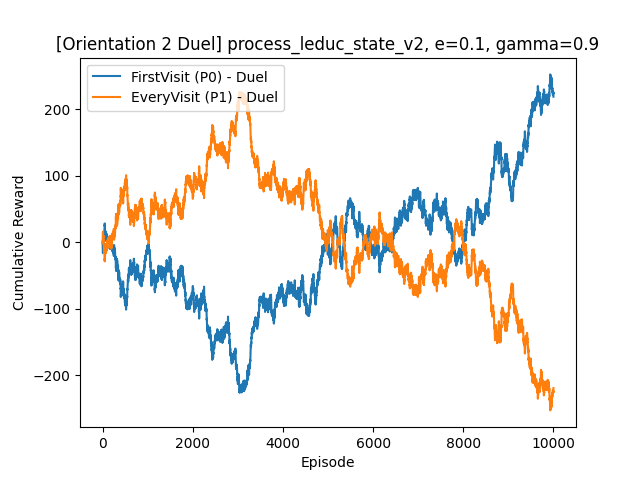 [Orientation 2 Duel] process_leduc_state_v2, e=0.1, gamma=0.9
FirstVisit (P0) - Duel
EveryVisit (P1) - Duel
200
100
0
−100
−200
Cumulative Reward
0
2000
4000
6000
8000
10000
Episode